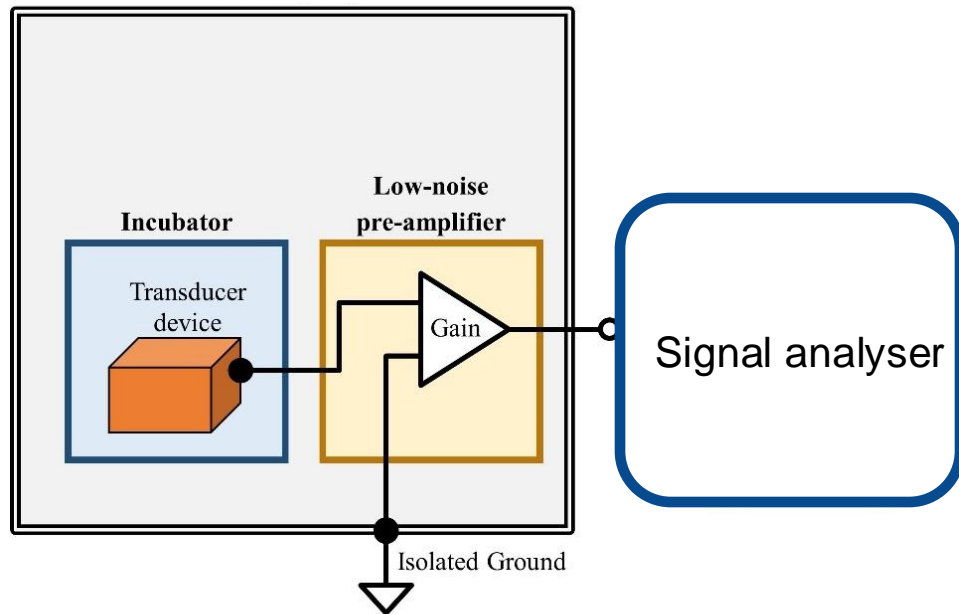 Low-noise
pre-amplifier
Incubator
Transducer
device
Gain
Signal analyser
Isolated Ground